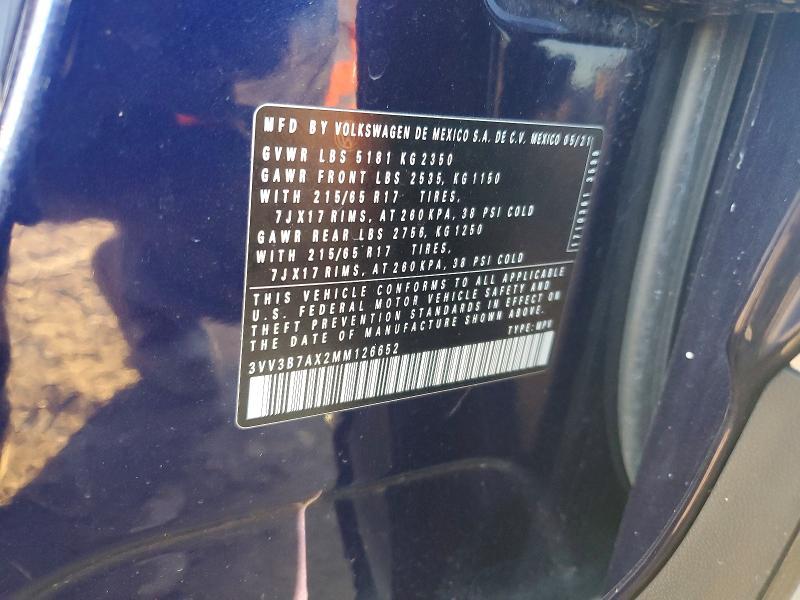 MFD BY VOLKSWAGEN DE MEXICO S.A. DE C.V. MEXICO 05/21
GVWR LBS 5181 KG 2350
GAWR FRONT LBS 2535, KG 1150
WITH 215/65 R17 TIRES,
7JX17 RIMS, AT 260 KPA, 38 PSI COLD
GAWR REAR LBS 2756, KG 1250
WITH 215/65 R17 TIRES,
7JX17 RIMS, AT 260 KPA, 38 PSI COLD
THIS VEHICLE CONFORMS TO ALL APPLICABLE
U.S. FEDERAL MOTOR VEHICLE SAFETY AND
THEFT PREVENTION STANDARDS IN EFFECT ON
THE DATE OF MANUFACTURE SHOWN ABOVE.
TYPE: MPV
3VV3B7AX2MM126652